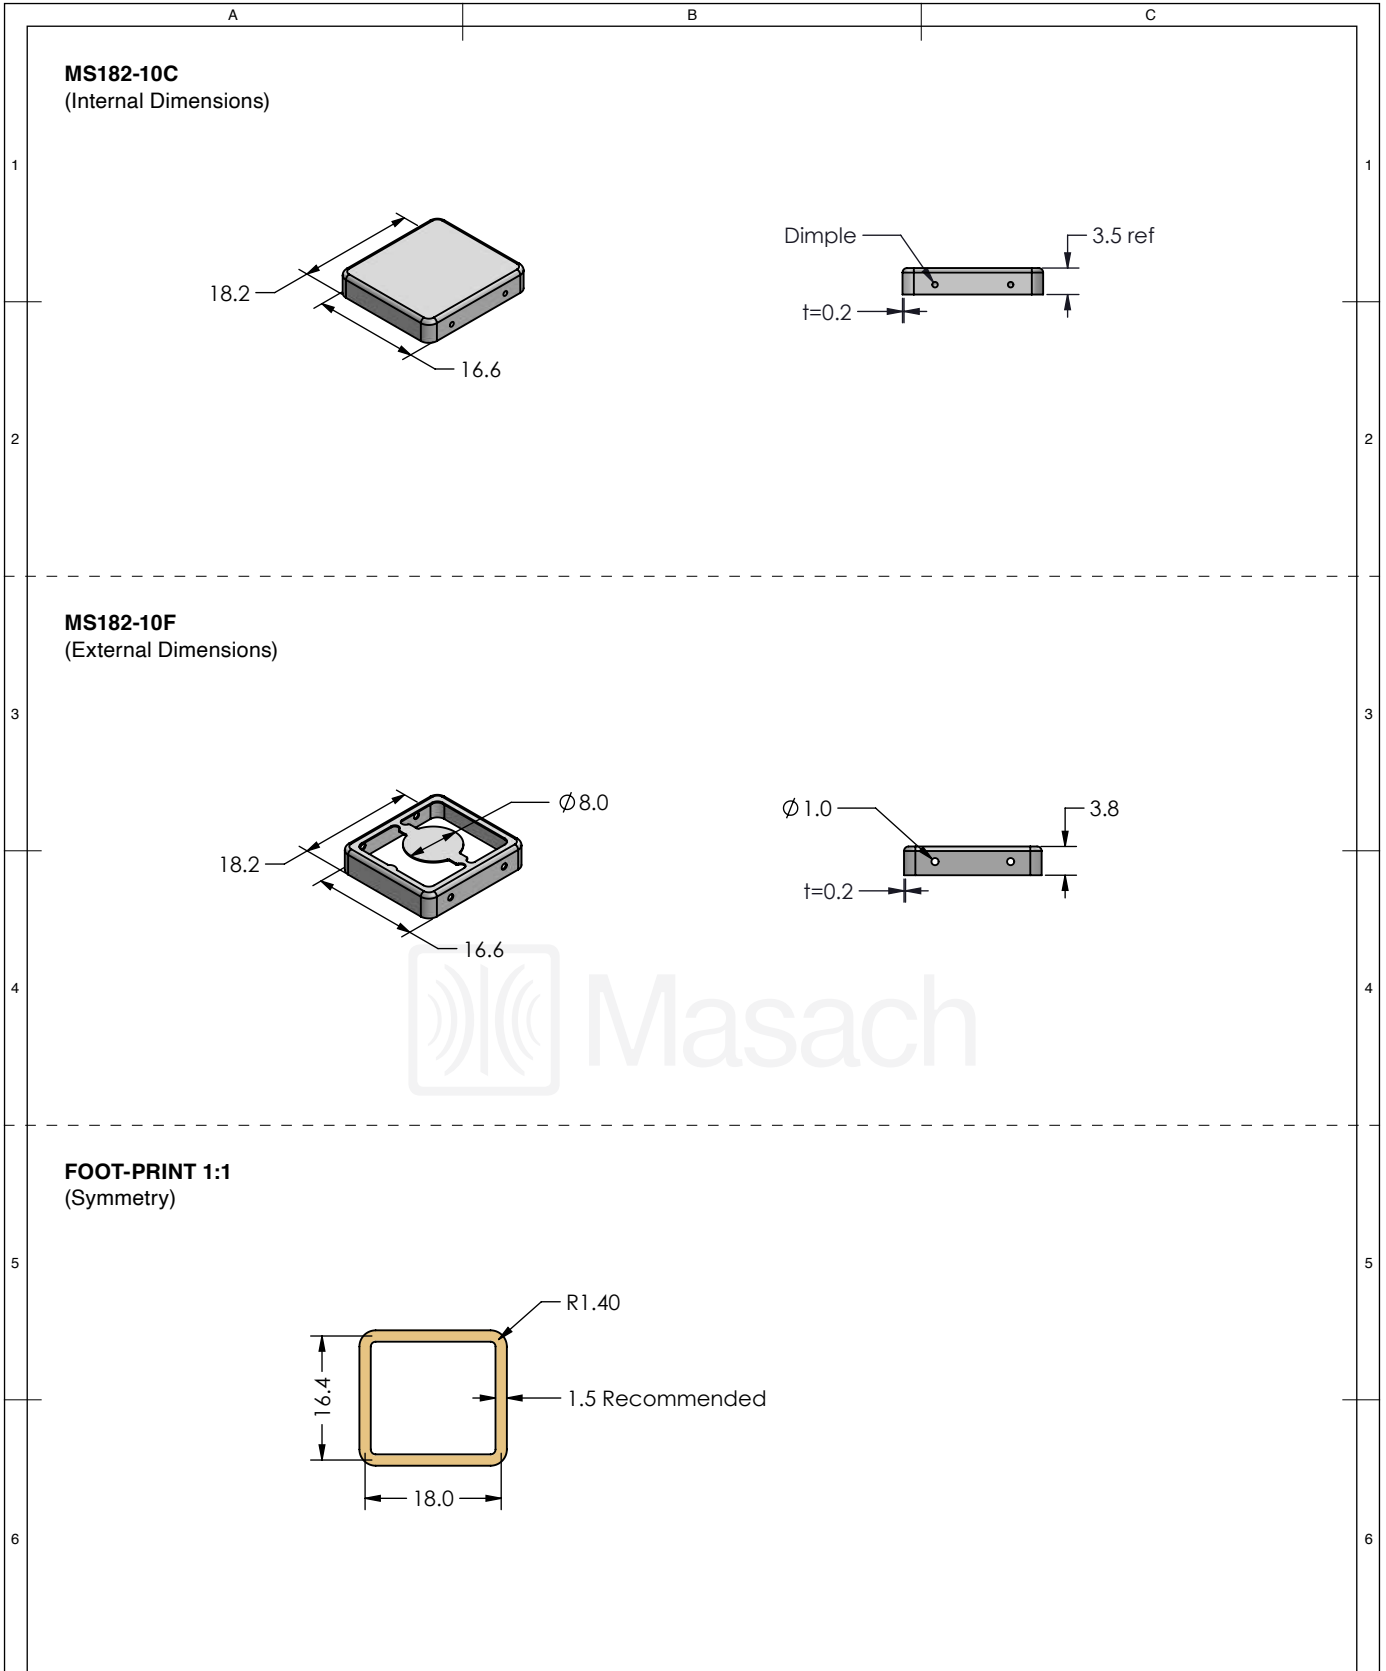 A B C
MS182-10C
(Internal Dimensions)
1 1
Dimple 3.5 ref
18.2
t=0.2
16.6
2 2
MS182-10F
(External Dimensions)
3 3
Ø8.0 Ø1.0 3.8
18.2
t=0.2
16.6
Masach
4 4
FOOT-PRINT 1:1
(Symmetry)
5 5
R1.40
16.4
1.5 Recommended
18.0
6 6